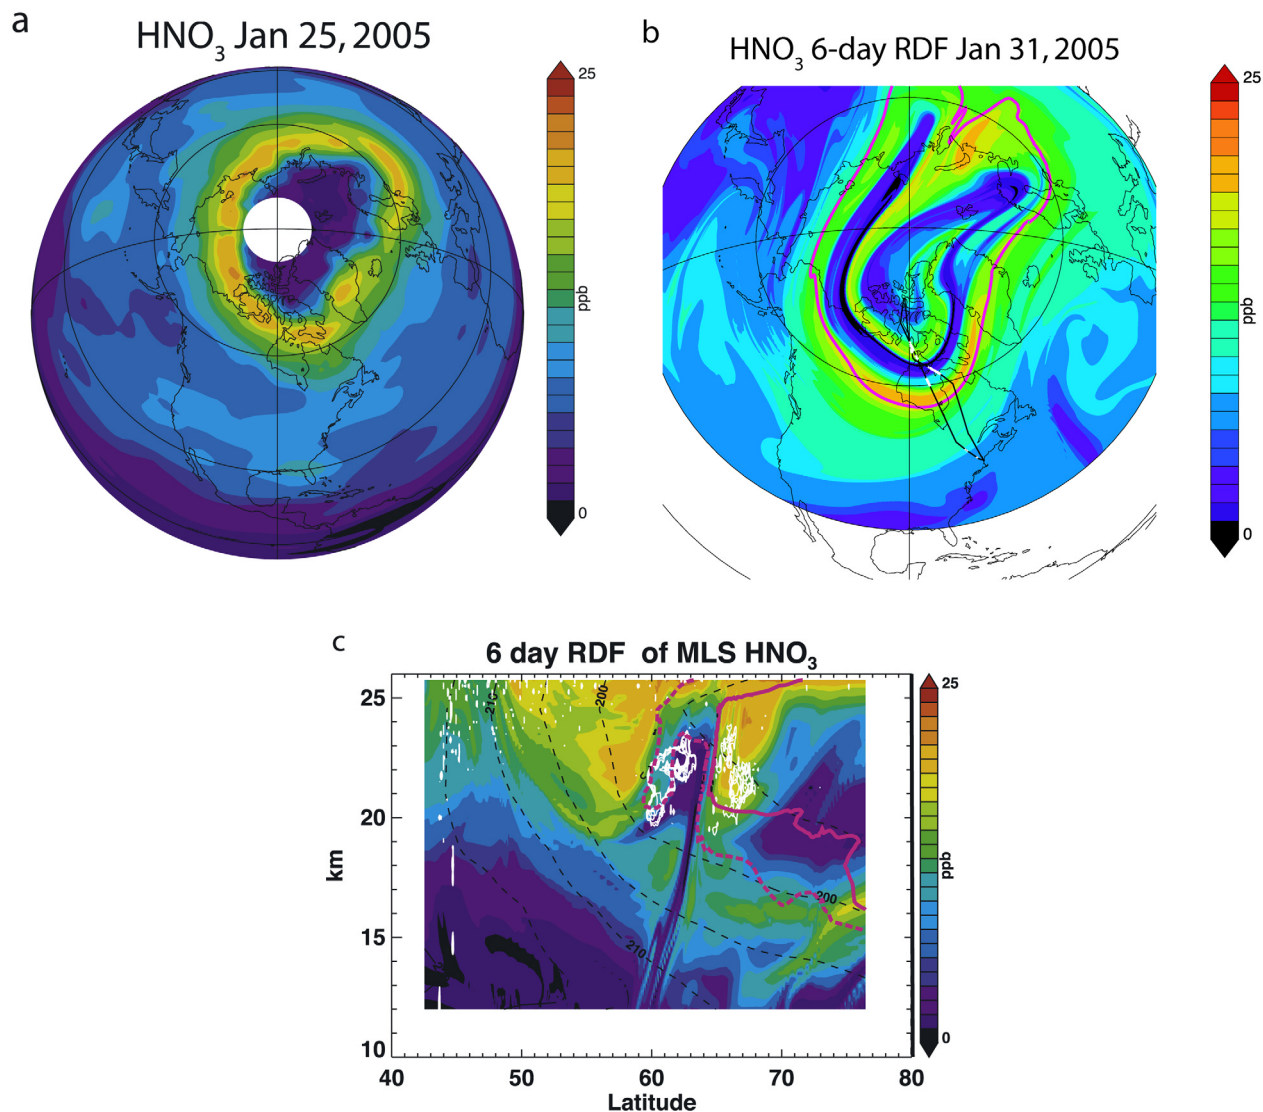 a
HNO3 Jan 25, 2005
25
ppb
0
b
HNO3 6-day RDF Jan 31, 2005
25
ppb
0
c
6 day RDF of MLS HNO3
25
20
15
10
km
210
200
200
210
40 50 60 70 80
Latitude
25
ppb
0